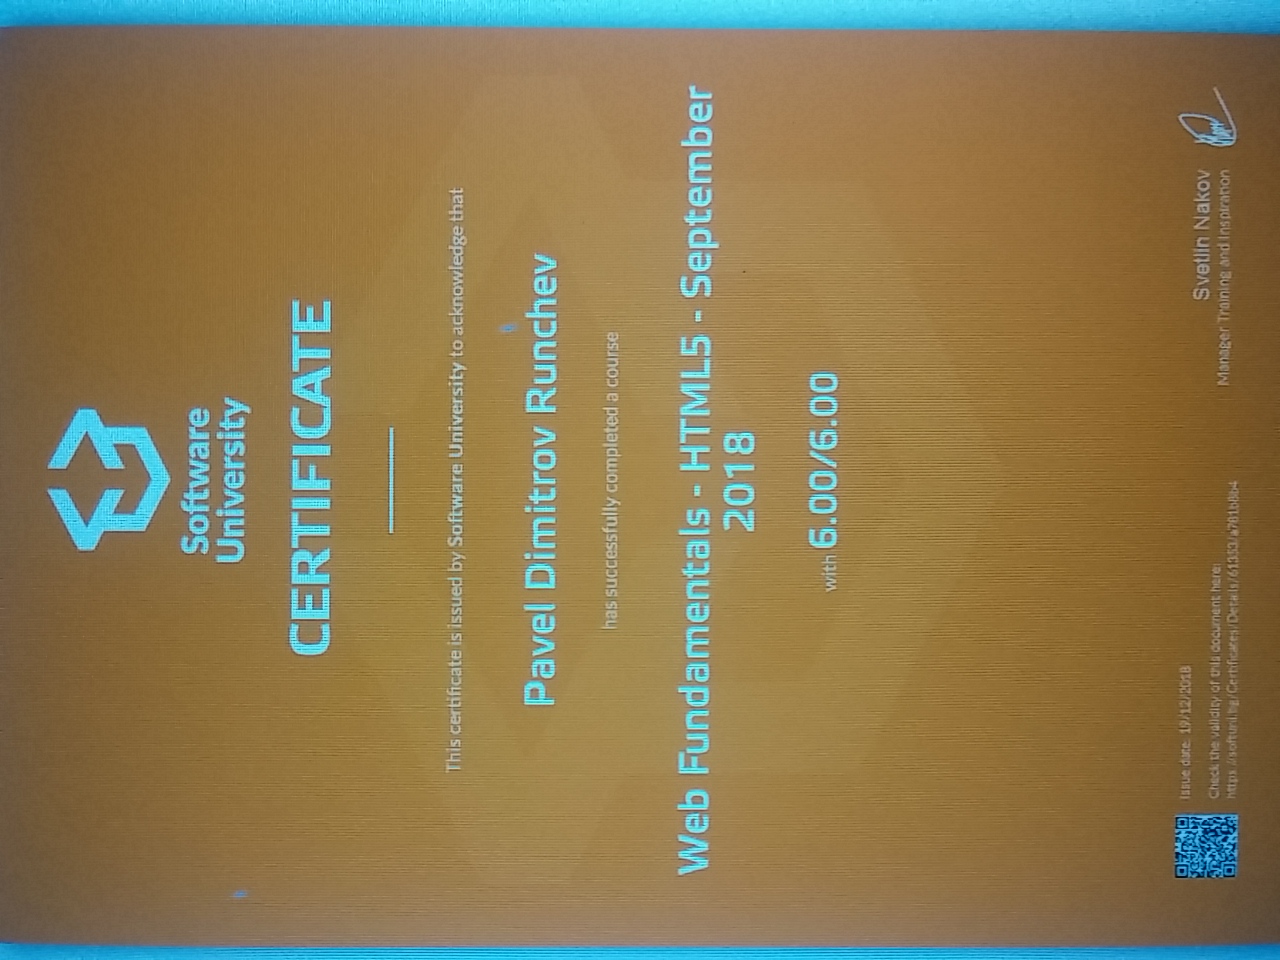 Software
University
CERTIFICATE
This certificate is issued by Software University to acknowledge that
Pavel Dimitrov Runchev
has successfully completed a course
Web Fundamentals - HTML5 - September
2018
with 6.00/6.00
Issue date: 19/12/2018
Check the validity of this document here:
https://softuni.bg/Certificates/Details/61353/a781b8b4
Svetlin Nakov
Manager Training and Inspiration